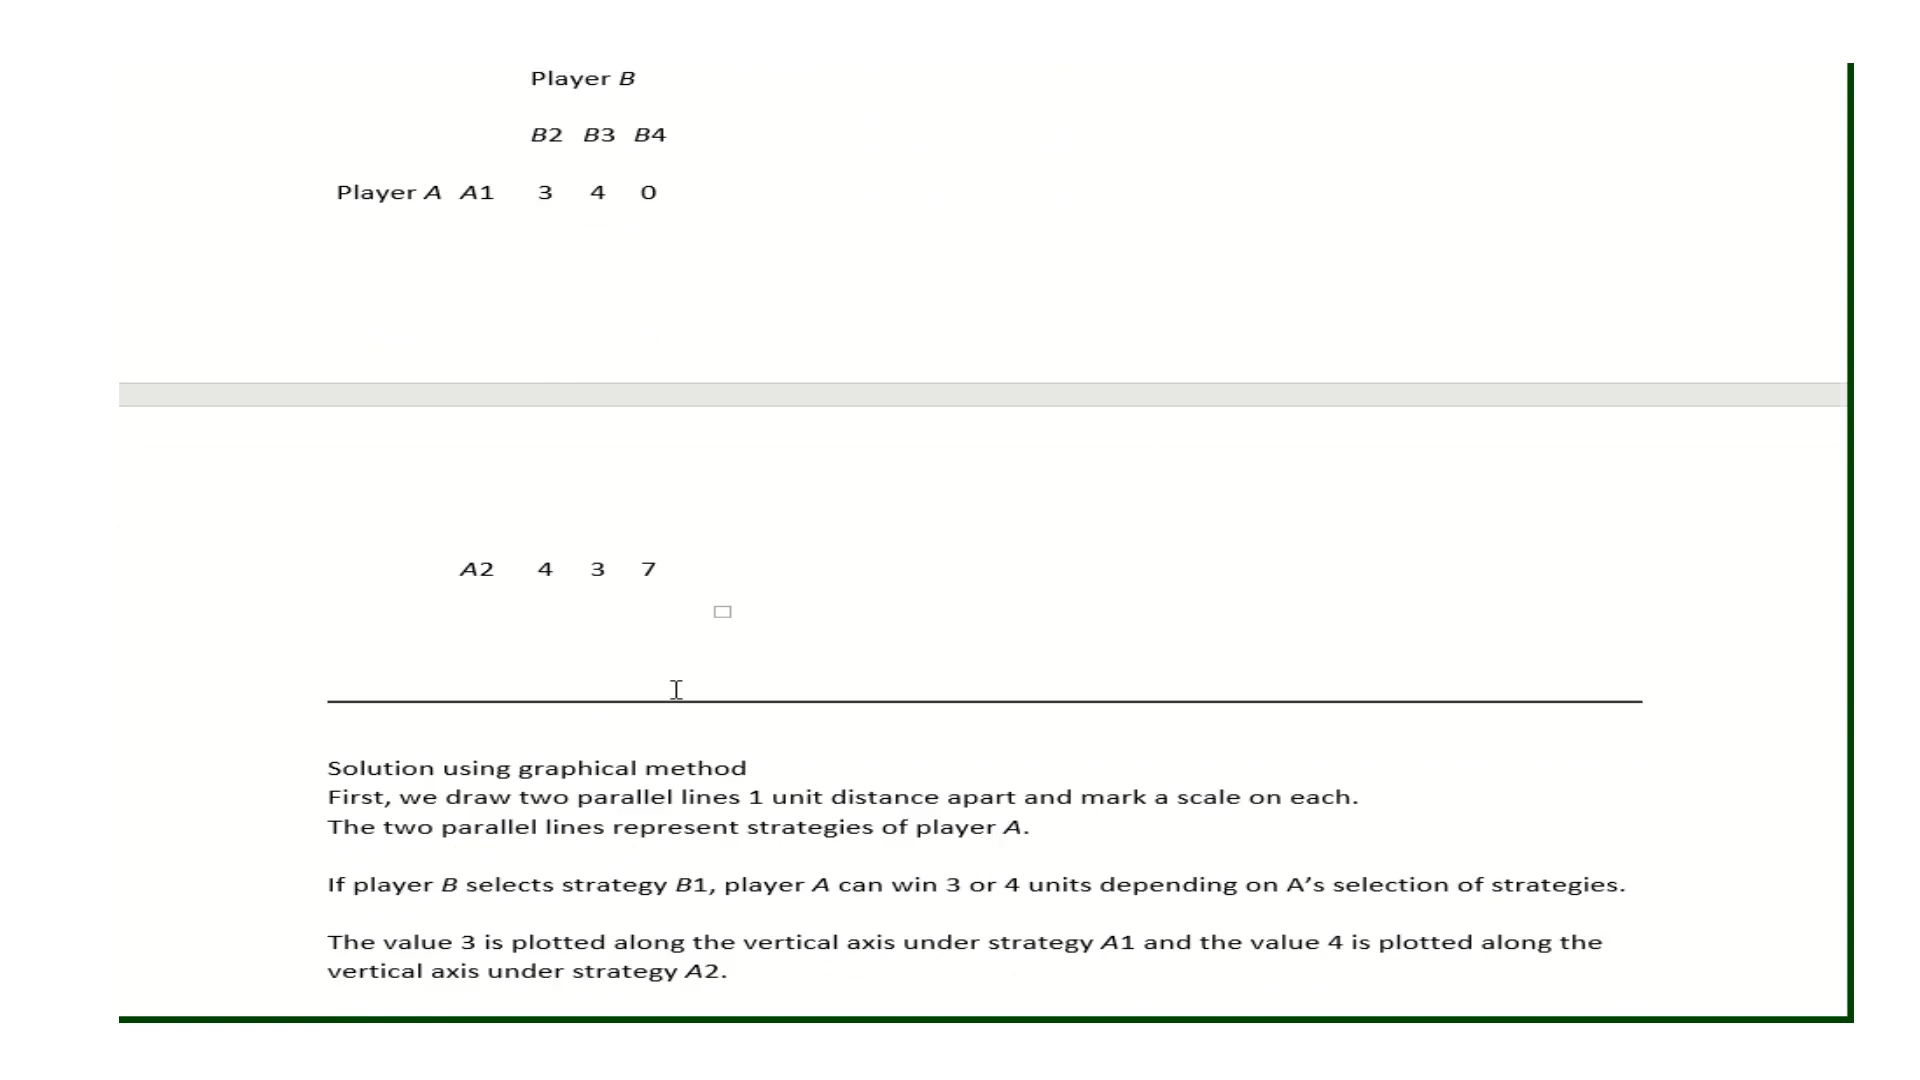 Player B
B2 B3 B4
Player A A1 3 4 0
A2 4 3 7
Solution using graphical method
First, we draw two parallel lines 1 unit distance apart and mark a scale on each.
The two parallel lines represent strategies of player A.
If player B selects strategy B1, player A can win 3 or 4 units depending on A’s selection of strategies.
The value 3 is plotted along the vertical axis under strategy A1 and the value 4 is plotted along the
vertical axis under strategy A2.